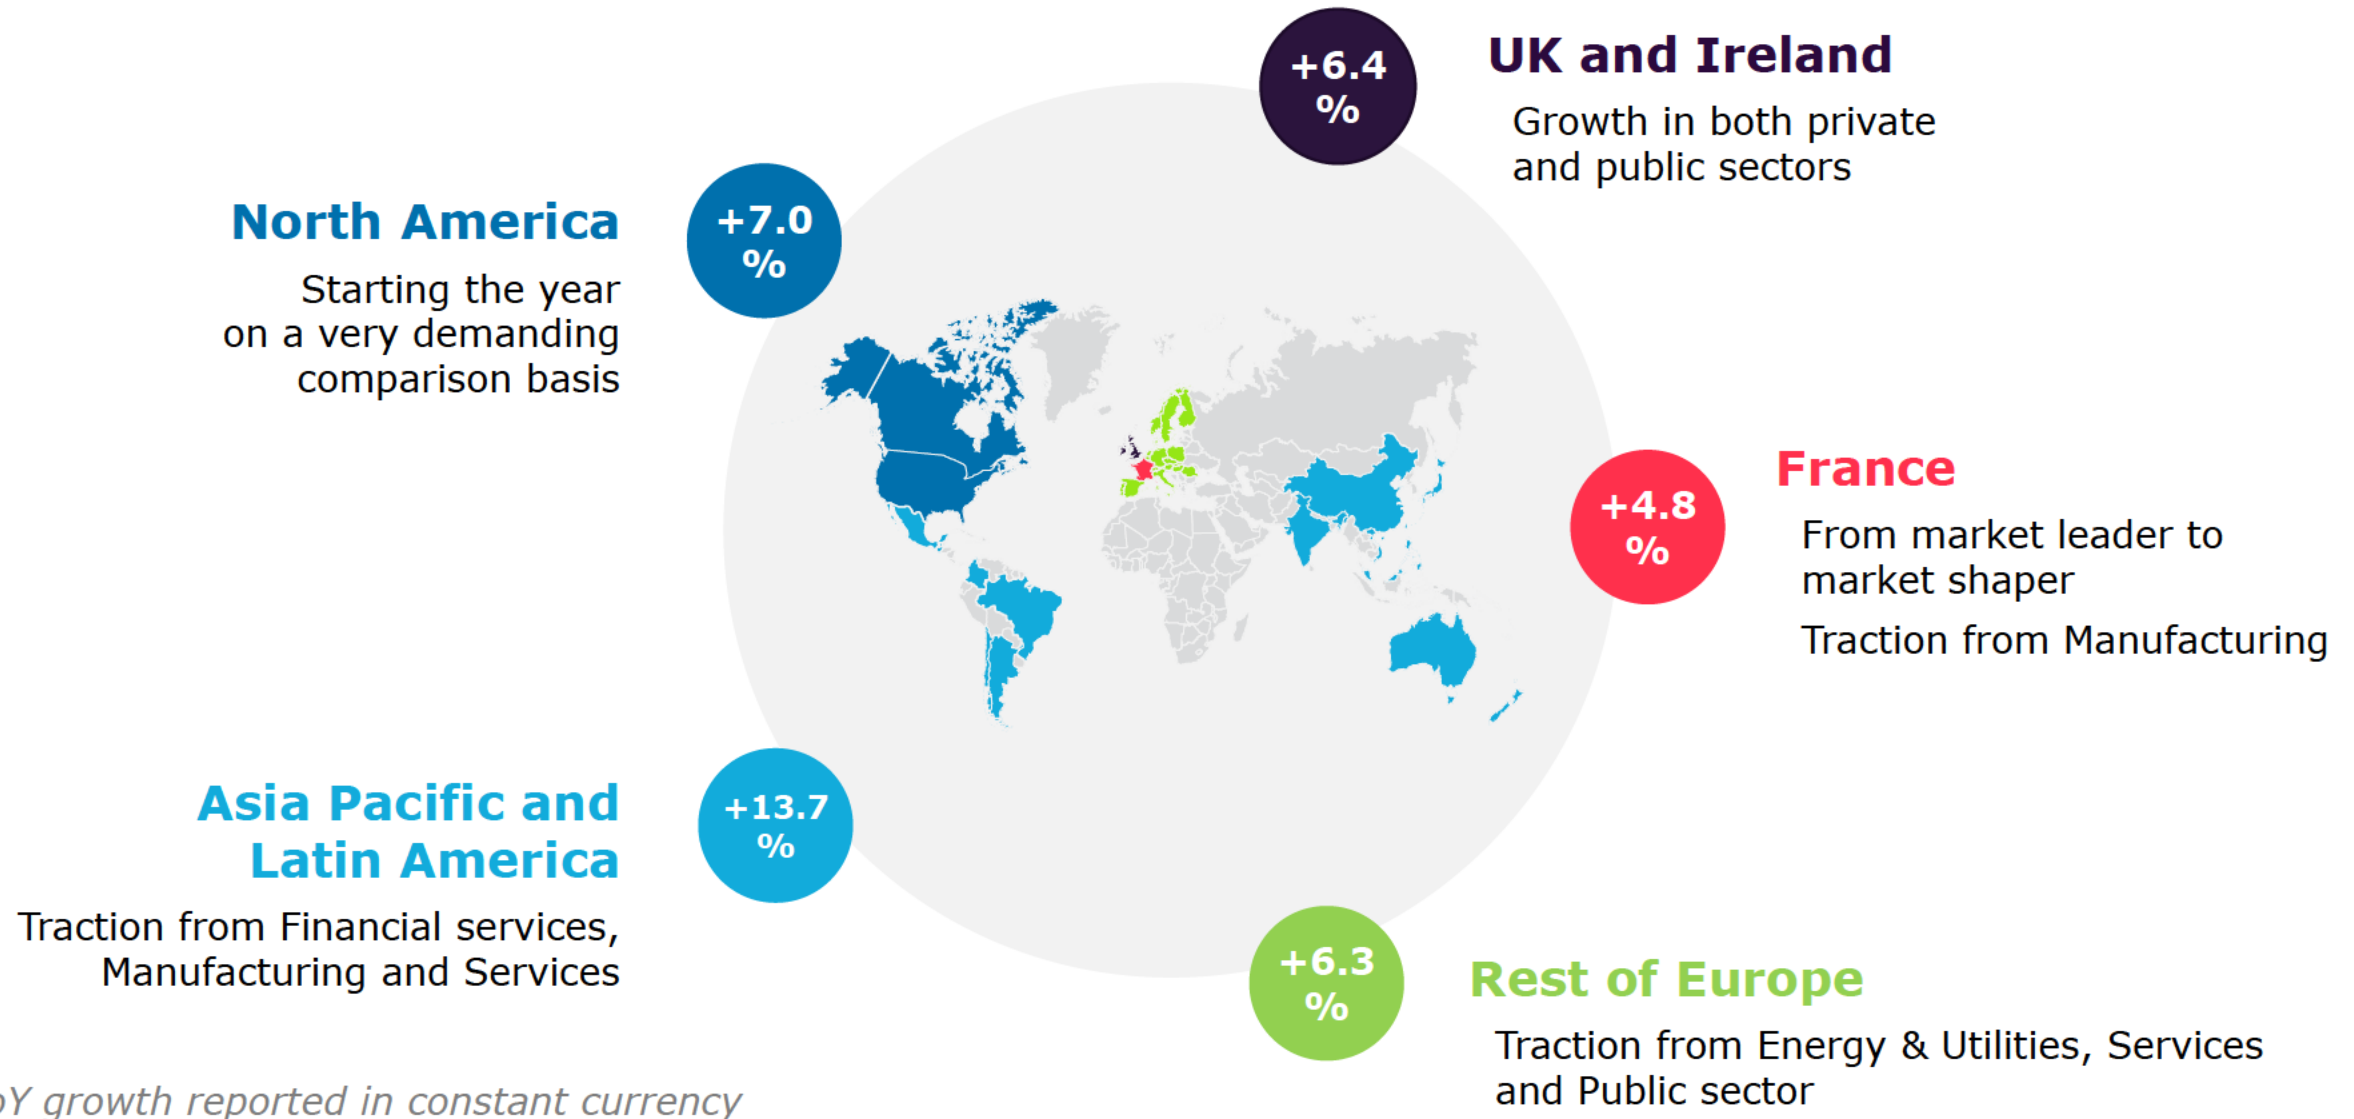 +6.4
%
UK and Ireland
Growth in both private
and public sectors
North America
Starting the year
on a very demanding
comparison basis
+7.0
%
France
From market leader to
market shaper
Traction from Manufacturing
+4.8
%
Asia Pacific and
Latin America
Traction from Financial services,
Manufacturing and Services
+13.7
%
+6.3
%
Rest of Europe
Traction from Energy & Utilities, Services
and Public sector
growth reported in constant currency